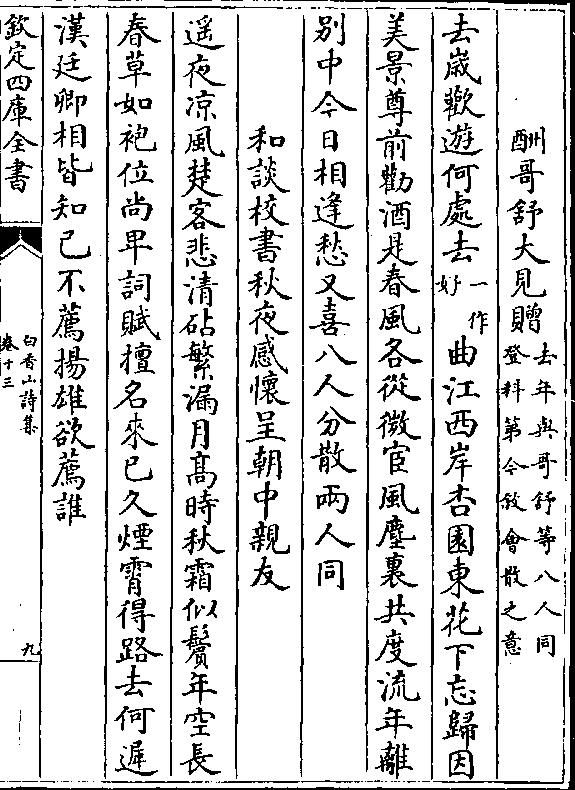 酬哥舒大見贈去年與哥舒等八人同登科第今敘會散之意
去歲歡遊何處去一作好曲江西岸杏園東花下忘歸因
美景尊前勸酒是春風各從微宦風塵裏共度流年離
別中今日相逢愁又喜八人分散兩人同
和談校書秋夜感懷呈朝中親友
遥夜凉風楚客悲清砧繁漏月髙時秋霜似鬢年空長
春草如袍位尚卑詞賦擅名來已久煙霄得路去何遲
漢廷卿相皆知己不薦揚雄欲薦誰
欽定四庫全書
白香山詩集
卷十三
九